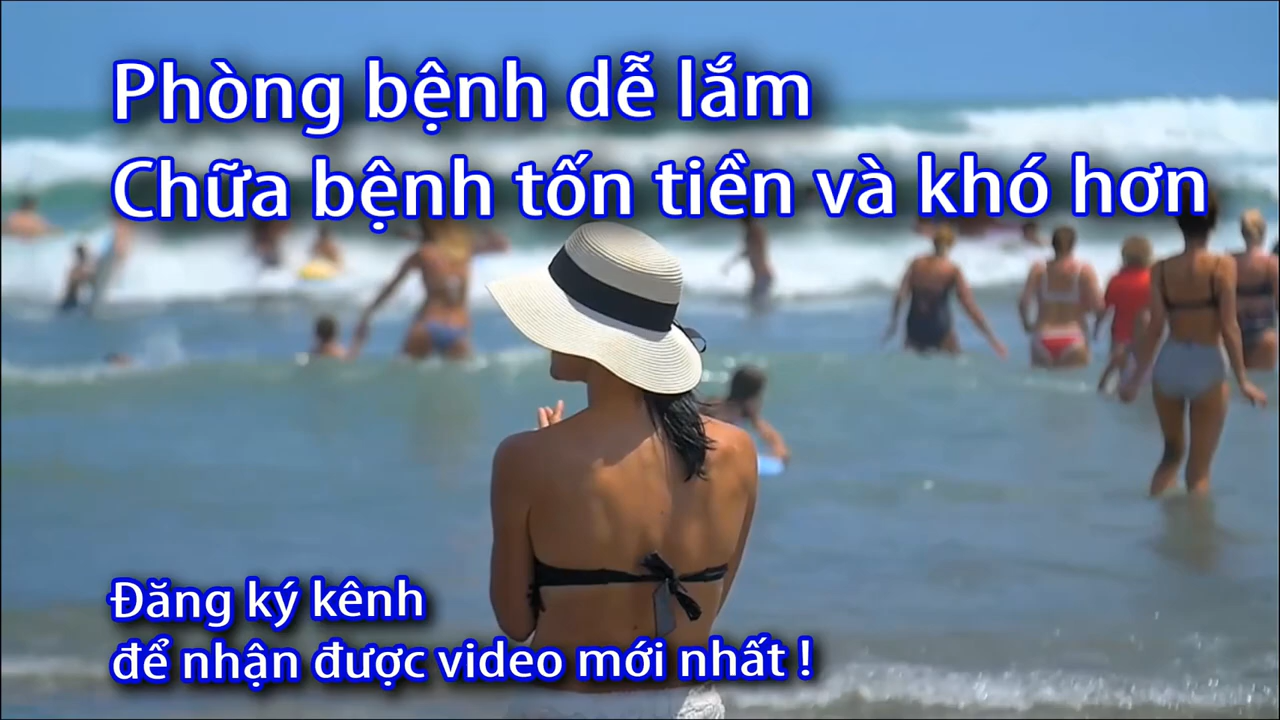 Phòng bệnh dễ lắm
Chữa bệnh tốn tiền và khó hơn
Đăng ký kênh
để nhận được video mới nhất !